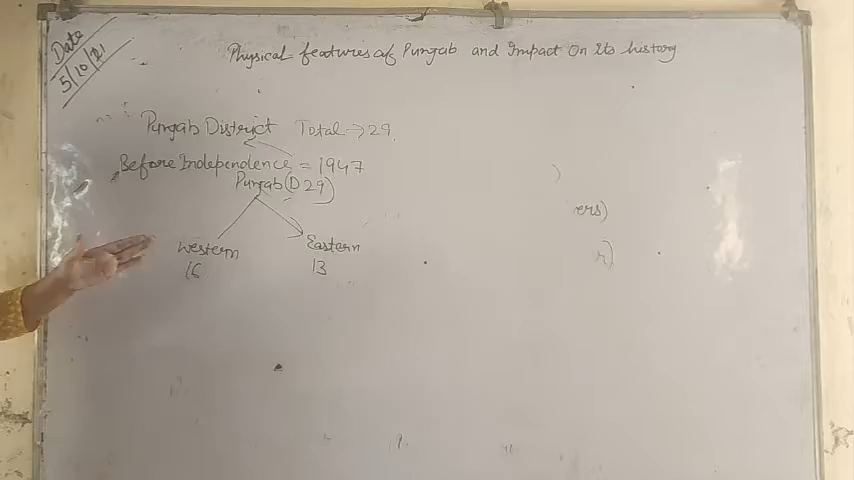 Date
5/10/21
Physical features of Punjab and Impact On Its history
Punjab District Total → 29
Before Independence = 1947
Punjab (D 29)
Western Eastern
16 13
ers)
r)